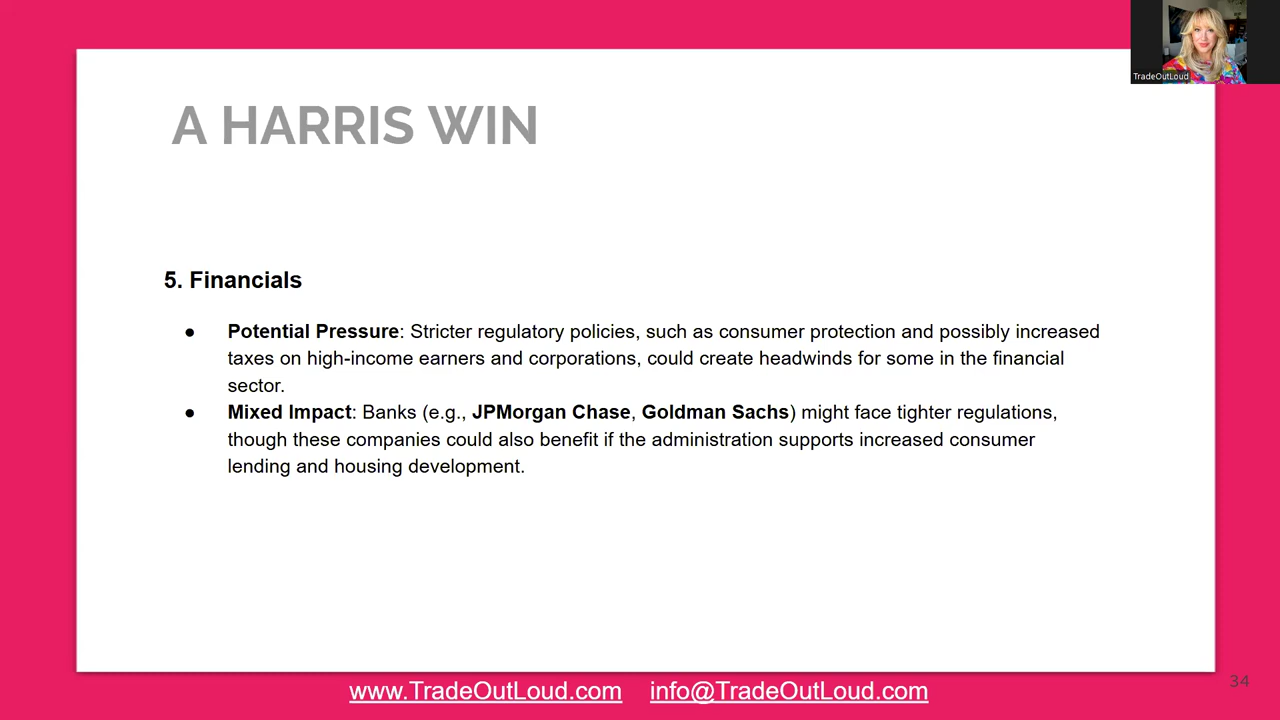 TradeOutLoud
A HARRIS WIN
5. Financials
● Potential Pressure: Stricter regulatory policies, such as consumer protection and possibly increased
taxes on high-income earners and corporations, could create headwinds for some in the financial
sector.
● Mixed Impact: Banks (e.g., JPMorgan Chase, Goldman Sachs) might face tighter regulations,
though these companies could also benefit if the administration supports increased consumer
lending and housing development.
www.TradeOutLoud.com info@TradeOutLoud.com
34